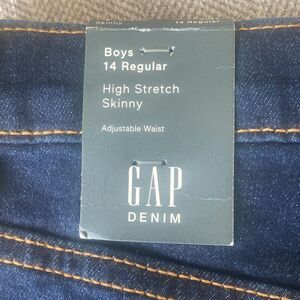 Boys
14 Regular
High Stretch
Skinny
Adjustable Waist
GAP
DENIM